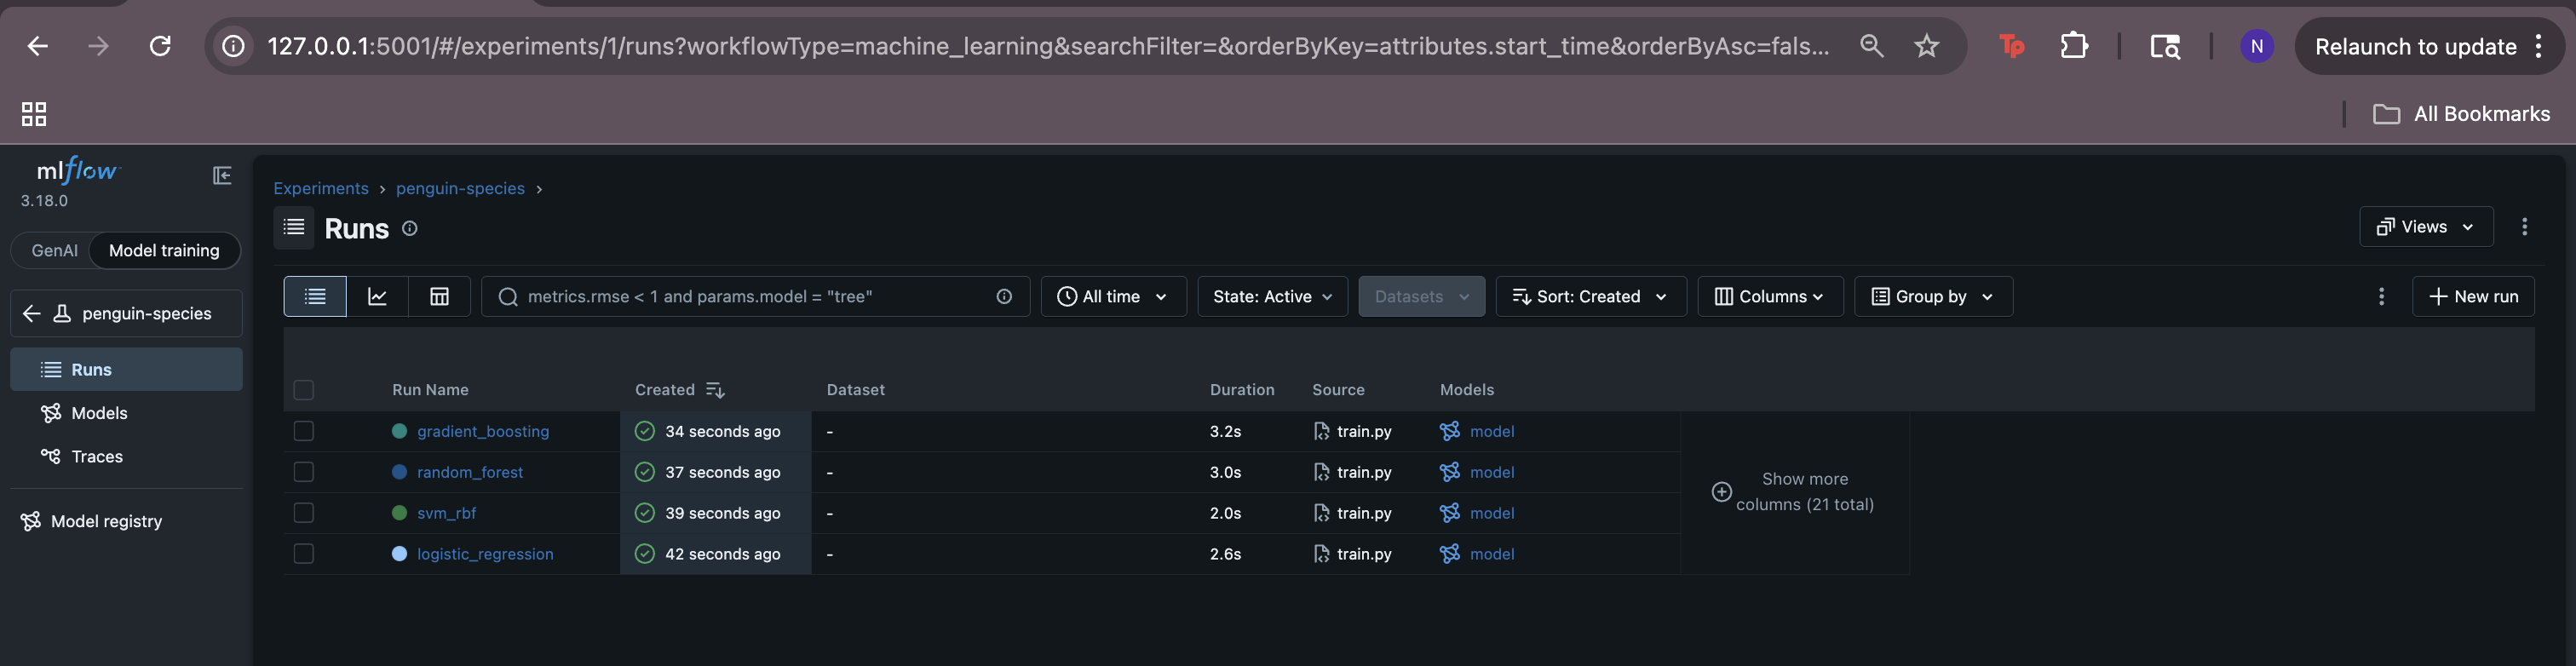 127.0.0.1:5001/#/experiments/1/runs?workflowType=machine_learning&searchFilter=&orderByKey=attributes.start_time&orderByAsc=fals...
Tp
N
Relaunch to update
All Bookmarks
mlflow
3.18.0
GenAI
Model training
penguin-species
Runs
Models
Traces
Model registry
Experiments > penguin-species >
Runs
Views
metrics.rmse < 1 and params.model = "tree"
All time
State: Active
Datasets
Sort: Created
Columns
Group by
New run
Run Name Created Dataset Duration Source Models
gradient_boosting 34 seconds ago - 3.2s train.py model
random_forest 37 seconds ago - 3.0s train.py model
svm_rbf 39 seconds ago - 2.0s train.py model
logistic_regression 42 seconds ago - 2.6s train.py model
Show more
columns (21 total)